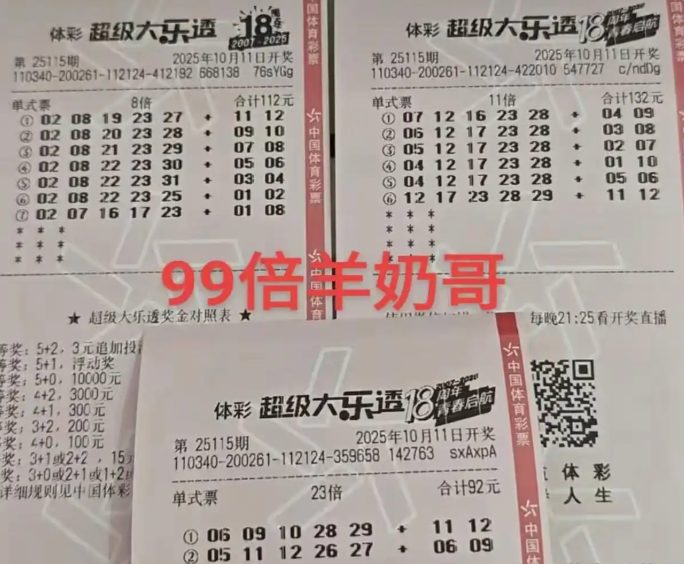 体彩 超级大乐透 18周年 2007-2025
第 25115期 2025年10月11日开奖
110340-200261-112124-412192 668138 76sYGg
单式票 8倍 合计112元
① 02 08 19 23 27 + 11 12
② 02 08 20 23 28 + 09 10
③ 02 08 21 23 29 + 07 08
④ 02 08 22 23 30 + 05 06
⑤ 02 08 22 23 31 + 03 04
⑥ 02 08 22 23 25 + 01 02
⑦ 02 07 16 17 23 + 01 08
* * *
* * *
* * *
中国体育彩票
★ 超级大乐透奖金对照表 ★
等奖: 5+2, 3元追加投
等奖: 5+1, 浮动奖
等奖: 5+0, 10000元
等奖: 4+2, 3000元
等奖: 4+1, 300元
等奖: 3+2, 200元
等奖: 4+0, 100元
奖: 3+1或2+2 , 15元
奖: 3+0或2+1或1+2或
详细规则见中国体彩
体彩 超级大乐透 18周年 青春启航
第 25115期 2025年10月11日开奖
110340-200261-112124-422010 547727 c/ndDg
单式票 11倍 合计132元
① 07 12 16 23 28 + 04 09
② 06 12 17 23 28 + 03 08
③ 05 12 17 23 28 + 02 07
④ 04 12 17 23 28 + 01 10
⑤ 04 12 17 23 28 + 05 06
⑥ 12 17 23 28 29 + 11 12
* * *
* * *
* * *
* * *
中国体育彩票
每晚21:25看开奖直播
体彩
人生
99倍羊奶哥
体彩 超级大乐透 18周年 青春启航
第 25115期 2025年10月11日开奖
110340-200261-112124-359658 142763 sxAxpA
单式票 23倍 合计92元
① 06 09 10 28 29 + 11 12
② 05 11 12 26 27 + 06 09
中国体育彩票
中国